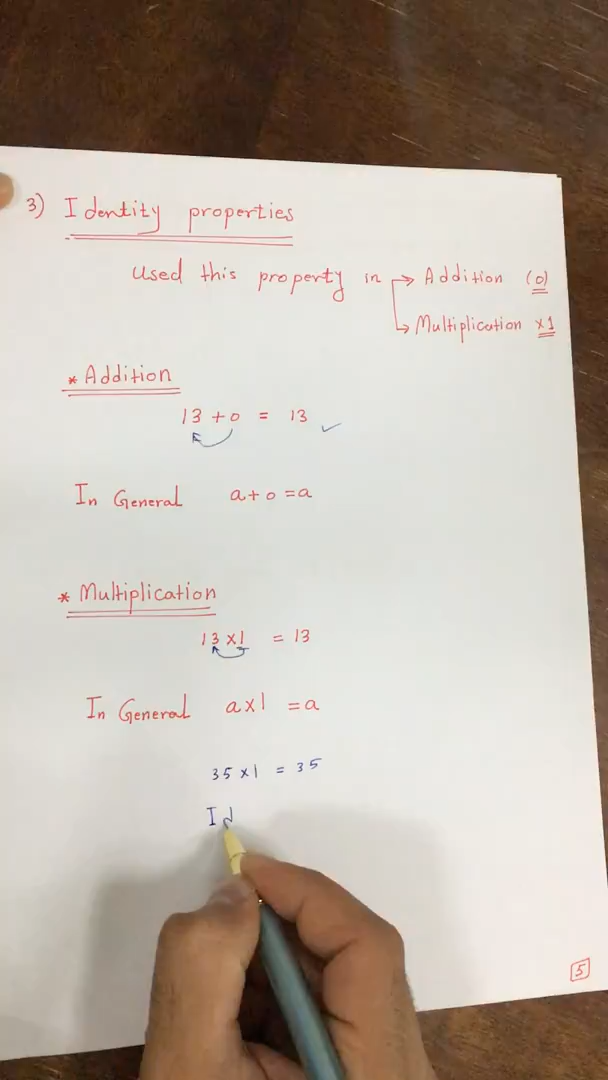 3) Identity properties
used this property in → Addition (0)
↳ Multiplication ×1
* Addition
13 + 0 = 13 ✓
In General a + 0 = a
* Multiplication
13 × 1 = 13
In General a × 1 = a
35 × 1 = 35
Id
5